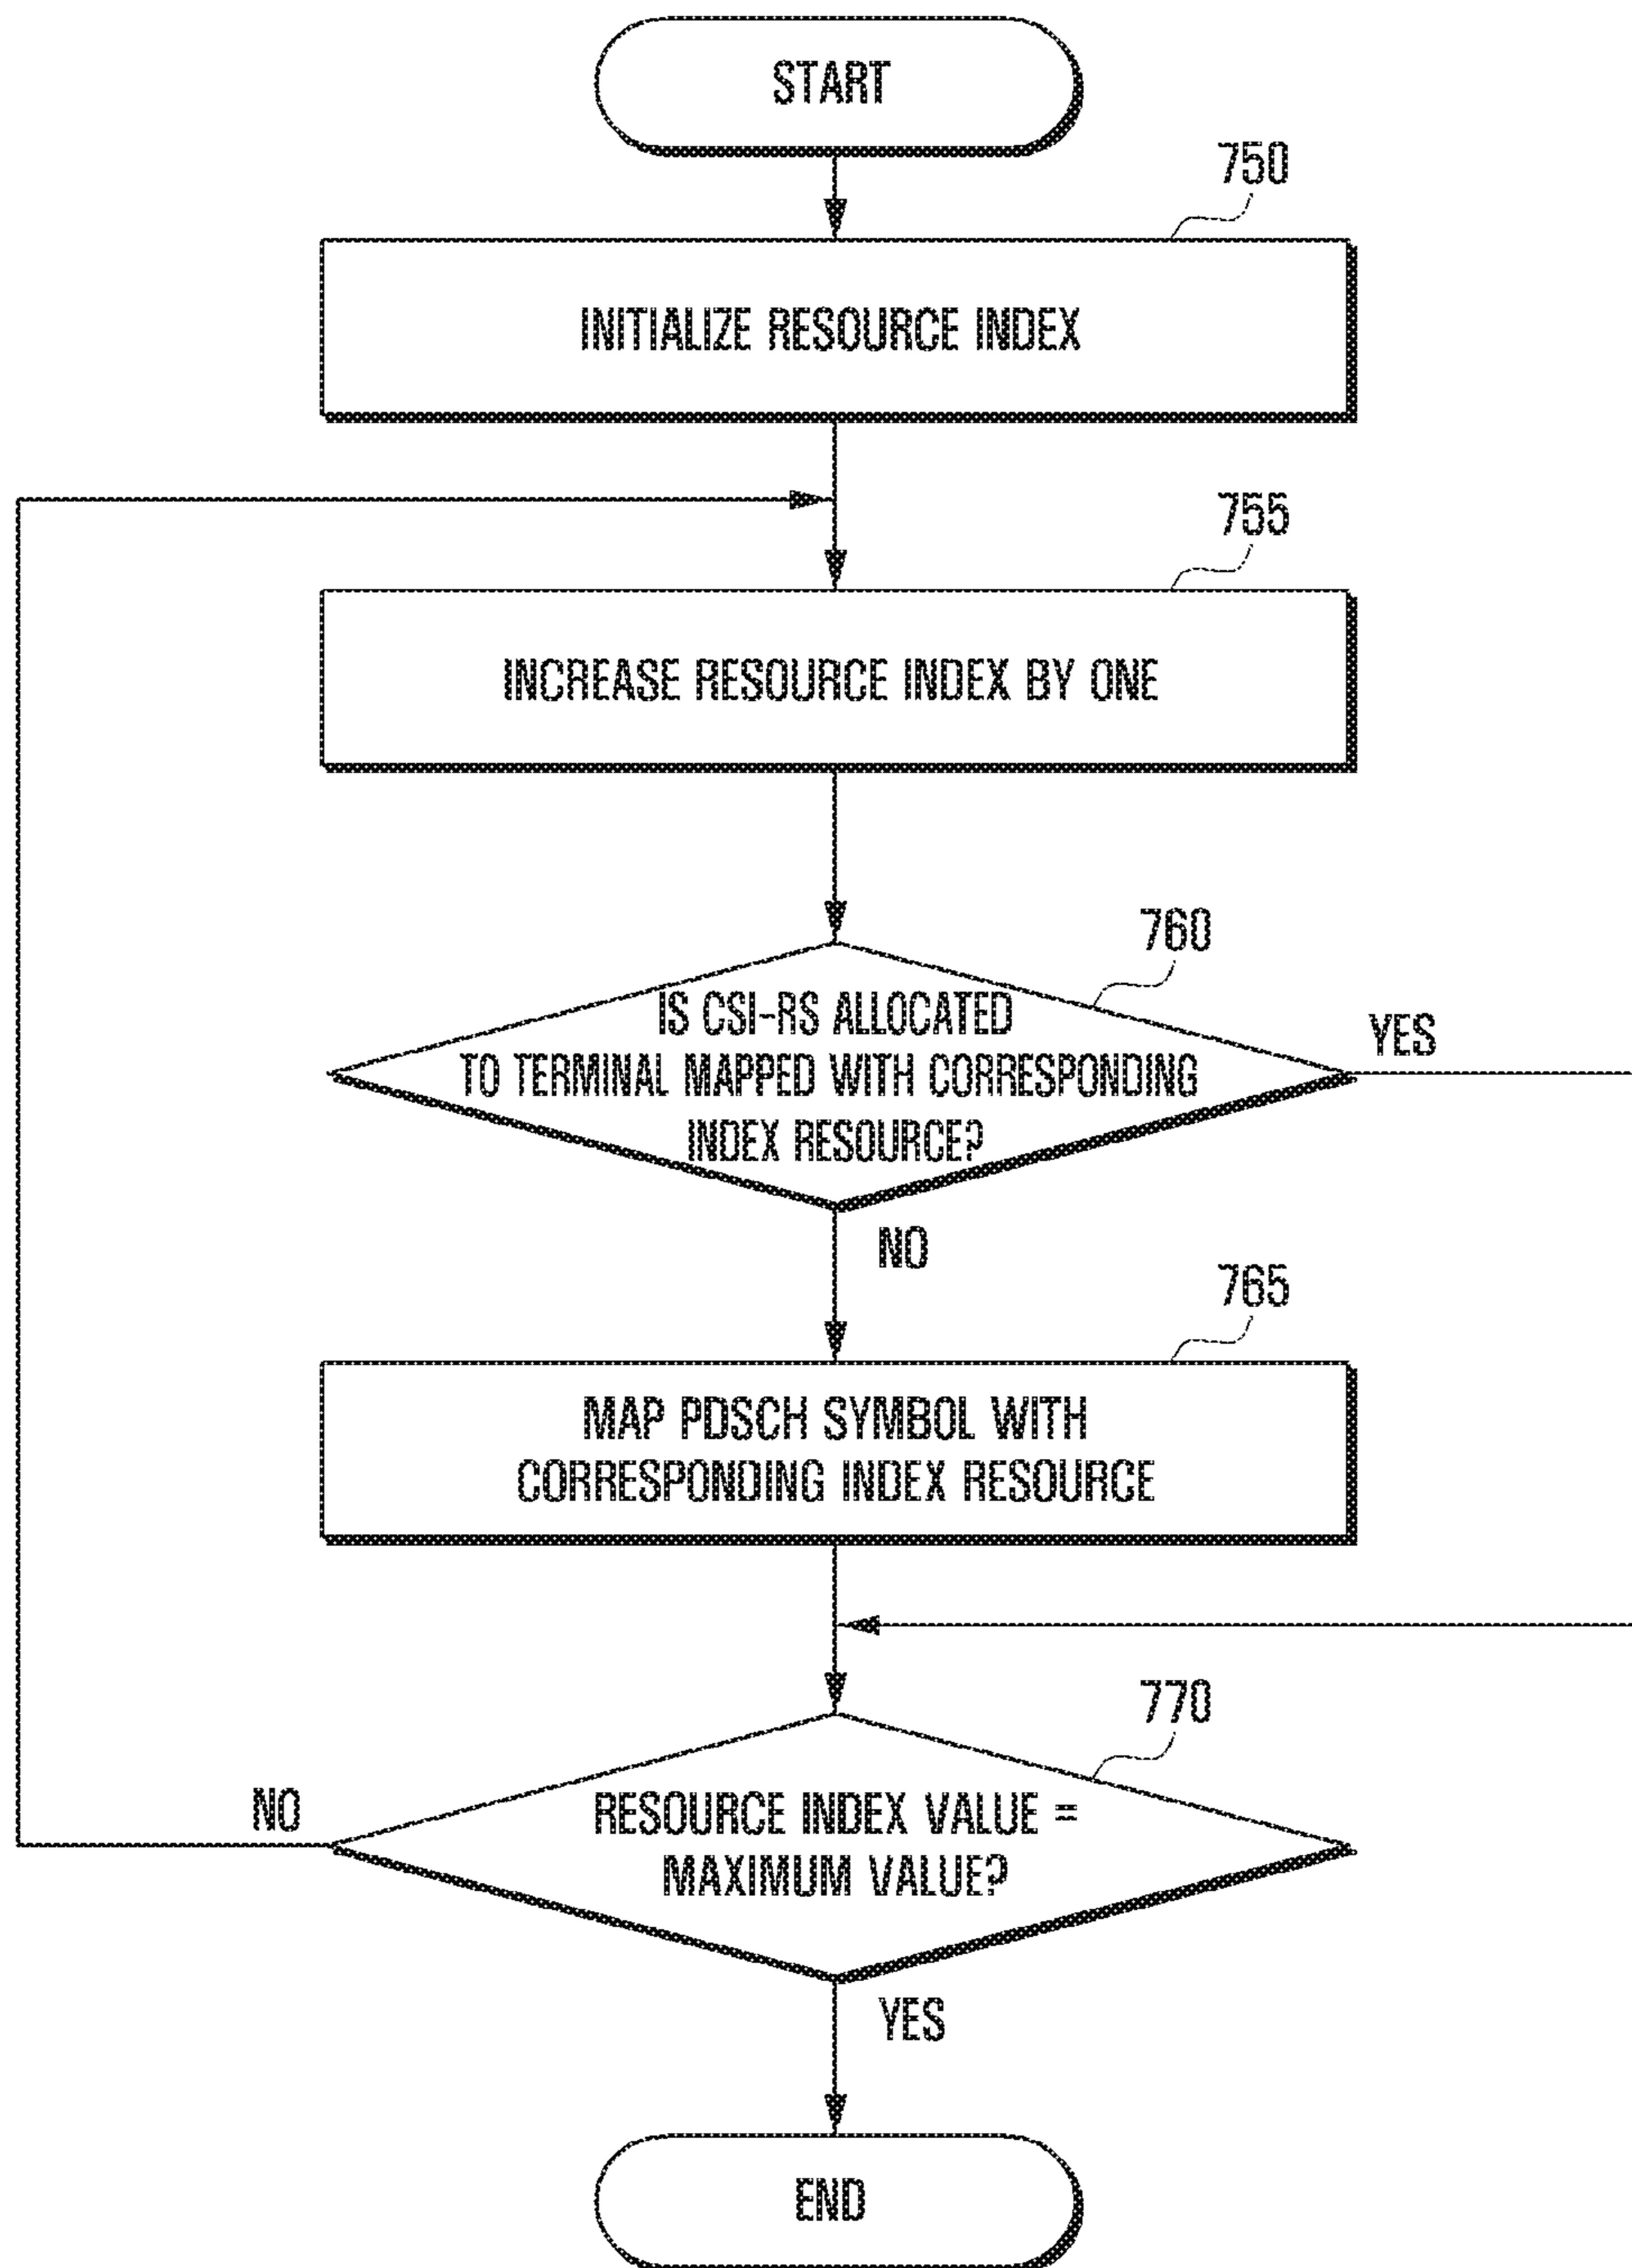 START
750
INITIALIZE RESOURCE INDEX
755
INCREASE RESOURCE INDEX BY ONE
760
IS CSI-RS ALLOCATED
TO TERMINAL MAPPED WITH CORRESPONDING
INDEX RESOURCE?
YES
NO
765
MAP PDSCH SYMBOL WITH
CORRESPONDING INDEX RESOURCE
770
RESOURCE INDEX VALUE =
MAXIMUM VALUE?
NO
YES
END